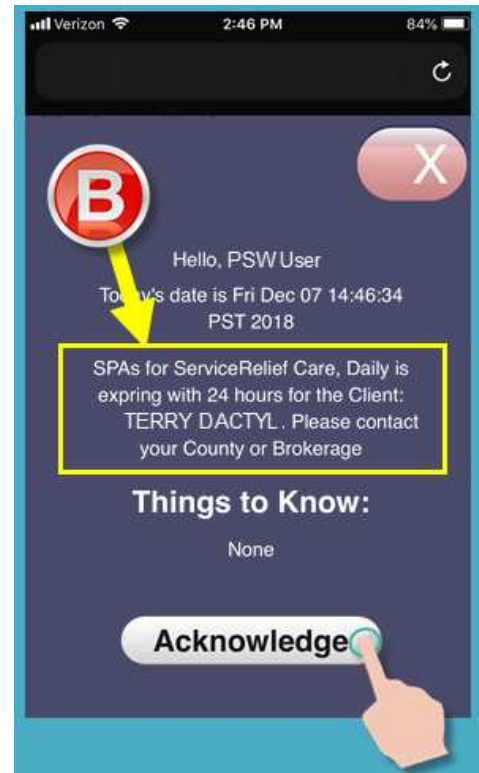 Verizon 2:46 PM 84%
X
B
Hello, PSW User
Today's date is Fri Dec 07 14:46:34
PST 2018
SPAs for ServiceRelief Care, Daily is
expring with 24 hours for the Client:
TERRY DACTYL . Please contact
your County or Brokerage
Things to Know:
None
Acknowledge